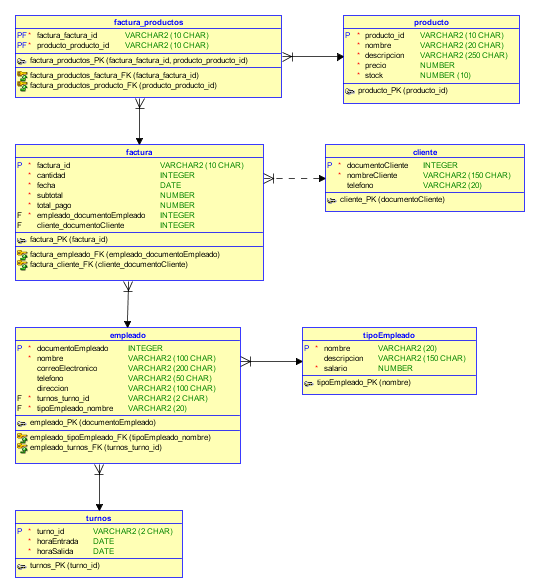 factura_productos
PF * factura_factura_id VARCHAR2 (10 CHAR)
PF * producto_producto_id VARCHAR2 (10 CHAR)
factura_productos_PK (factura_factura_id, producto_producto_id)
factura_productos_factura_FK (factura_factura_id)
factura_productos_producto_FK (producto_producto_id)
producto
P * producto_id VARCHAR2 (10 CHAR)
* nombre VARCHAR2 (20 CHAR)
* descripcion VARCHAR2 (250 CHAR)
* precio NUMBER
* stock NUMBER (10)
producto_PK (producto_id)
factura
P * factura_id VARCHAR2 (10 CHAR)
* cantidad INTEGER
* fecha DATE
* subtotal NUMBER
* total_pago NUMBER
F * empleado_documentoEmpleado INTEGER
F cliente_documentoCliente INTEGER
factura_PK (factura_id)
factura_empleado_FK (empleado_documentoEmpleado)
factura_cliente_FK (cliente_documentoCliente)
cliente
P * documentoCliente INTEGER
* nombreCliente VARCHAR2 (150 CHAR)
telefono VARCHAR2 (20)
cliente_PK (documentoCliente)
empleado
P * documentoEmpleado INTEGER
* nombre VARCHAR2 (100 CHAR)
correoElectronico VARCHAR2 (200 CHAR)
telefono VARCHAR2 (50 CHAR)
direccion VARCHAR2 (100 CHAR)
F * turnos_turno_id VARCHAR2 (2 CHAR)
F * tipoEmpleado_nombre VARCHAR2 (20)
empleado_PK (documentoEmpleado)
empleado_tipoEmpleado_FK (tipoEmpleado_nombre)
empleado_turnos_FK (turnos_turno_id)
tipoEmpleado
P * nombre VARCHAR2 (20)
descripcion VARCHAR2 (150 CHAR)
* salario NUMBER
tipoEmpleado_PK (nombre)
turnos
P * turno_id VARCHAR2 (2 CHAR)
* horaEntrada DATE
* horaSalida DATE
turnos_PK (turno_id)